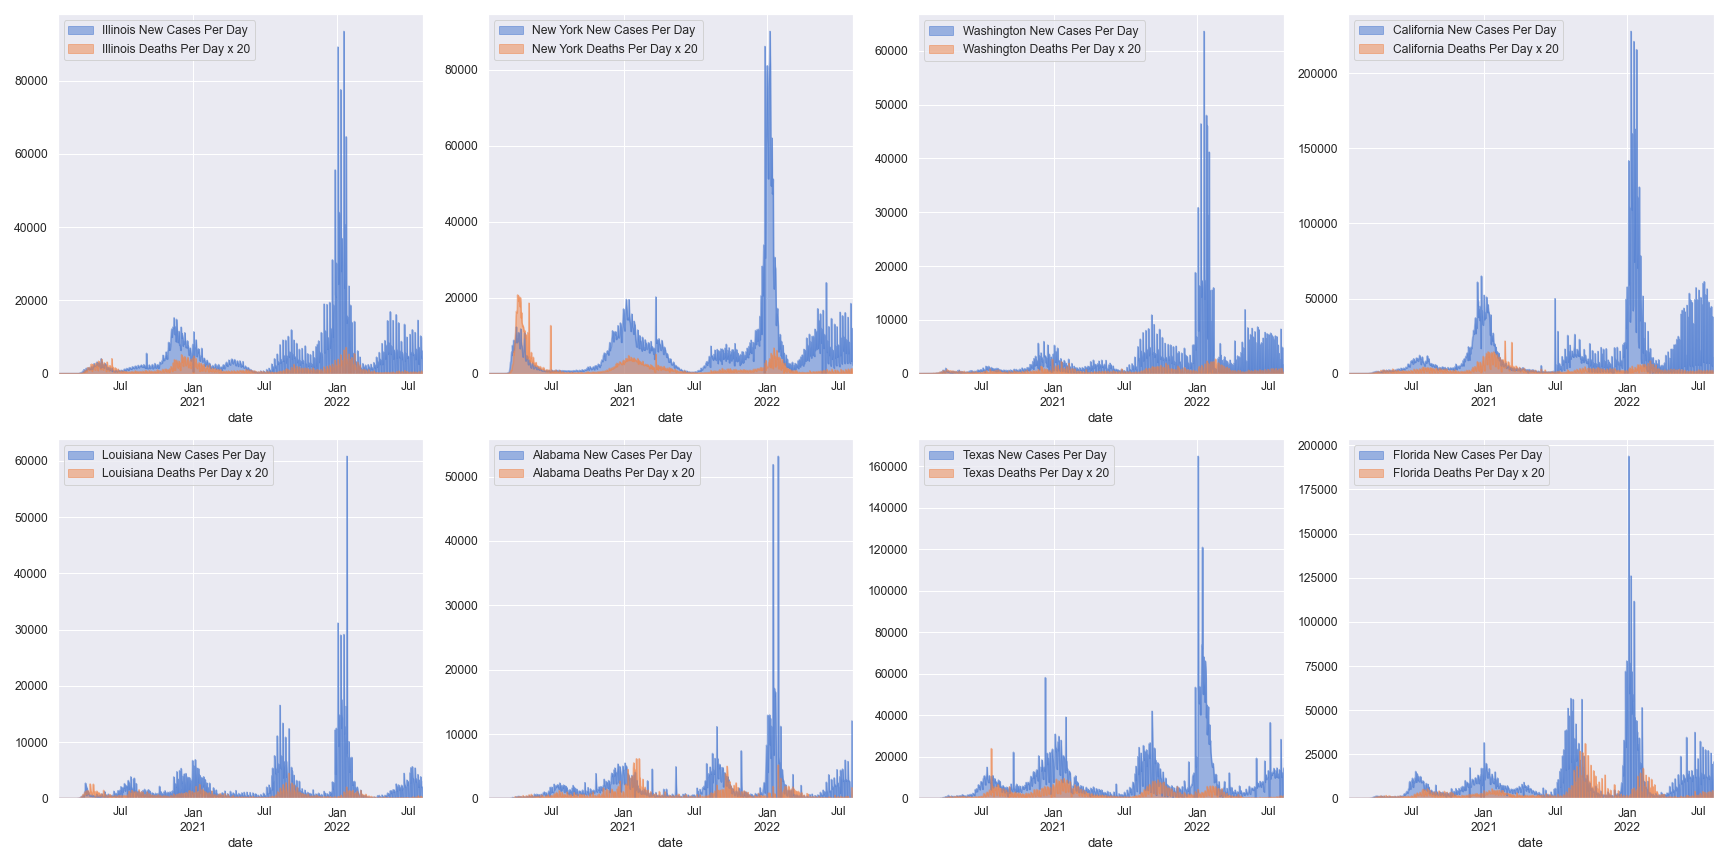 Illinois New Cases Per Day
Illinois Deaths Per Day x 20
80000
60000
40000
20000
0
Jul
Jan
2021
Jul
Jan
2022
Jul
date
New York New Cases Per Day
New York Deaths Per Day x 20
80000
60000
40000
20000
0
Jul
Jan
2021
Jul
Jan
2022
Jul
date
Washington New Cases Per Day
Washington Deaths Per Day x 20
60000
50000
40000
30000
20000
10000
0
Jul
Jan
2021
Jul
Jan
2022
Jul
date
California New Cases Per Day
California Deaths Per Day x 20
200000
150000
100000
50000
0
Jul
Jan
2021
Jul
Jan
2022
Jul
date
Louisiana New Cases Per Day
Louisiana Deaths Per Day x 20
60000
50000
40000
30000
20000
10000
0
Jul
Jan
2021
Jul
Jan
2022
Jul
date
Alabama New Cases Per Day
Alabama Deaths Per Day x 20
50000
40000
30000
20000
10000
0
Jul
Jan
2021
Jul
Jan
2022
Jul
date
Texas New Cases Per Day
Texas Deaths Per Day x 20
160000
140000
120000
100000
80000
60000
40000
20000
0
Jul
Jan
2021
Jul
Jan
2022
Jul
date
Florida New Cases Per Day
Florida Deaths Per Day x 20
200000
175000
150000
125000
100000
75000
50000
25000
0
Jul
Jan
2021
Jul
Jan
2022
Jul
date